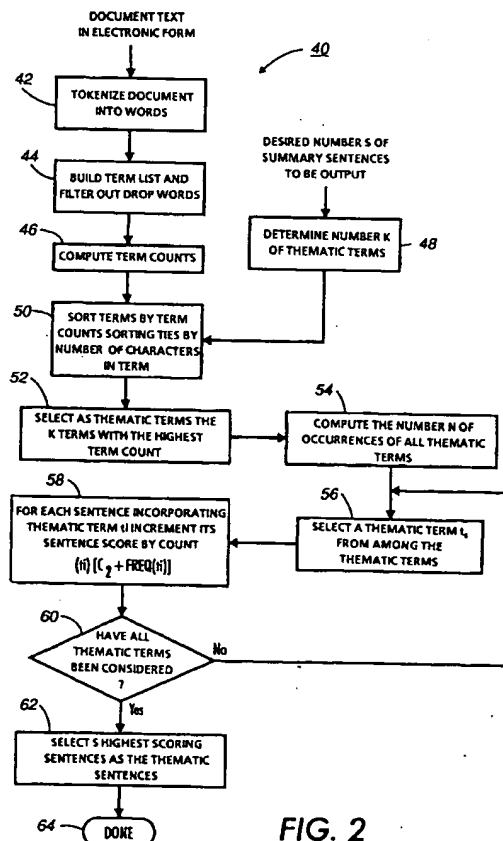 DOCUMENT TEXT
IN ELECTRONIC FORM
40
42
TOKENIZE DOCUMENT
INTO WORDS
44
BUILD TERM LIST AND
FILTER OUT DROP WORDS
46
COMPUTE TERM COUNTS
DESIRED NUMBER S OF
SUMMARY SENTENCES
TO BE OUTPUT
DETERMINE NUMBER K
OF THEMATIC TERMS
48
50
SORT TERMS BY TERM
COUNTS SORTING TIES BY
NUMBER OF CHARACTERS
IN TERM
52
SELECT AS THEMATIC TERMS THE
K TERMS WITH THE HIGHEST
TERM COUNT
54
COMPUTE THE NUMBER N OF
OCCURRENCES OF ALL THEMATIC
TERMS
56
SELECT A THEMATIC TERM tₛ
FROM AMONG THE
THEMATIC TERMS
58
FOR EACH SENTENCE INCORPORATING
THEMATIC TERM tI INCREMENT ITS
SENTENCE SCORE BY COUNT
(ti) [C₂ + FREQ(ti)]
60
HAVE ALL
THEMATIC TERMS
BEEN CONSIDERED
?
No
Yes
62
SELECT S HIGHEST SCORING
SENTENCES AS THE THEMATIC
SENTENCES
64
DONE
FIG. 2